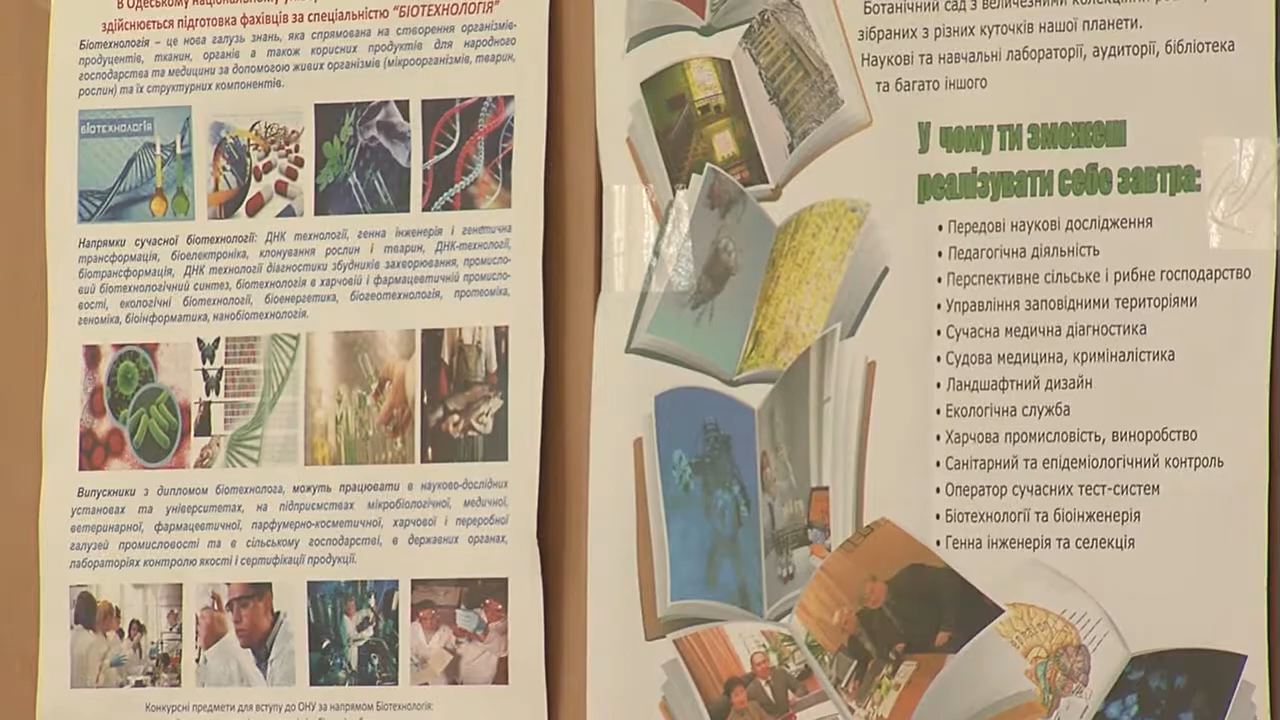 В Одеському національному
здійснюється підготовка фахівців за спеціальністю "БІОТЕХНОЛОГІЯ"
Біотехнологія – це нова галузь знань, яка спрямована на створення організмів-
продуцентів, тканин, органів а також корисних продуктів для народного
господарства та медицини за допомогою живих організмів (мікроорганізмів, тварин,
рослин) та їх структурних компонентів.
БІОТЕХНОЛОГІЯ
Напрямки сучасної біотехнології: ДНК технології, генна інженерія і генетична
трансформація, біоелектроніка, клонування рослин і тварин, ДНК-технології,
біотрансформація, ДНК технології діагностики збудників захворювання, промисло-
вий біотехнологічний синтез, біотехнологія в харчовій і фармацевтичній промисло-
вості, екологічні біотехнології, біоенергетика, біогеотехнологія, протеоміка,
геноміка, біоінформатика, нанобіотехнологія.
Випускники з дипломом біотехнолога, можуть працювати в науково-дослідних
установах та університетах, на підприємствах мікробіологічної, медичної,
ветеринарної, фармацевтичної, парфумерно-косметичної, харчової і переробної
галузей промисловості та в сільському господарстві, в державних органах,
лабораторіях контролю якості і сертифікації продукції.
Конкурсні предмети для вступу до ОНУ за напрямом Біотехнологія:
Ботанічний сад з величезними колекціями
зібраних з різних куточків нашої планети.
Наукові та навчальні лабораторії, аудиторії, бібліотека
та багато іншого
У чому ти зможеш
реалізувати себе завтра:
• Передові наукові дослідження
• Педагогічна діяльність
• Перспективне сільське і рибне господарство
• Управління заповідними територіями
• Сучасна медична діагностика
• Судова медицина, криміналістика
• Ландшафтний дизайн
• Екологічна служба
• Харчова промисловість, виноробство
• Санітарний та епідеміологічний контроль
• Оператор сучасних тест-систем
• Біотехнології та біоінженерія
• Генна інженерія та селекція